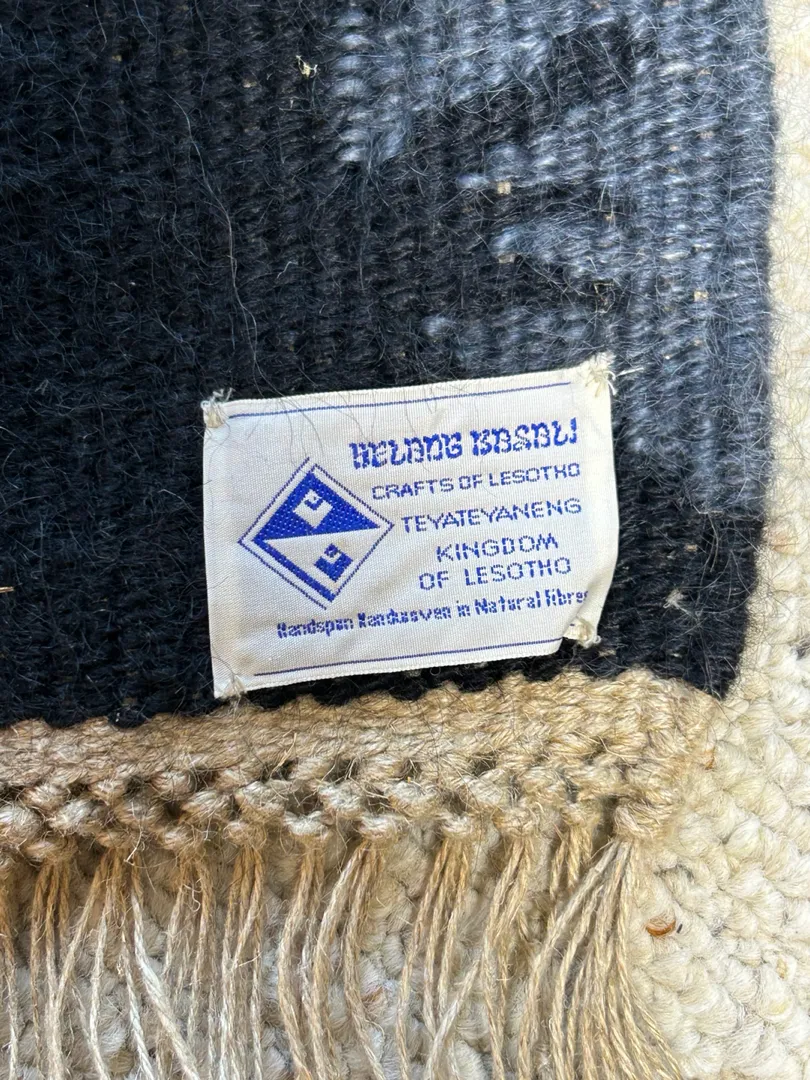 HELANG BASALI
CRAFTS OF LESOTHO
TEYATEYANENG
KINGDOM
OF LESOTHO
Handspun Handwoven in Natural Fibres